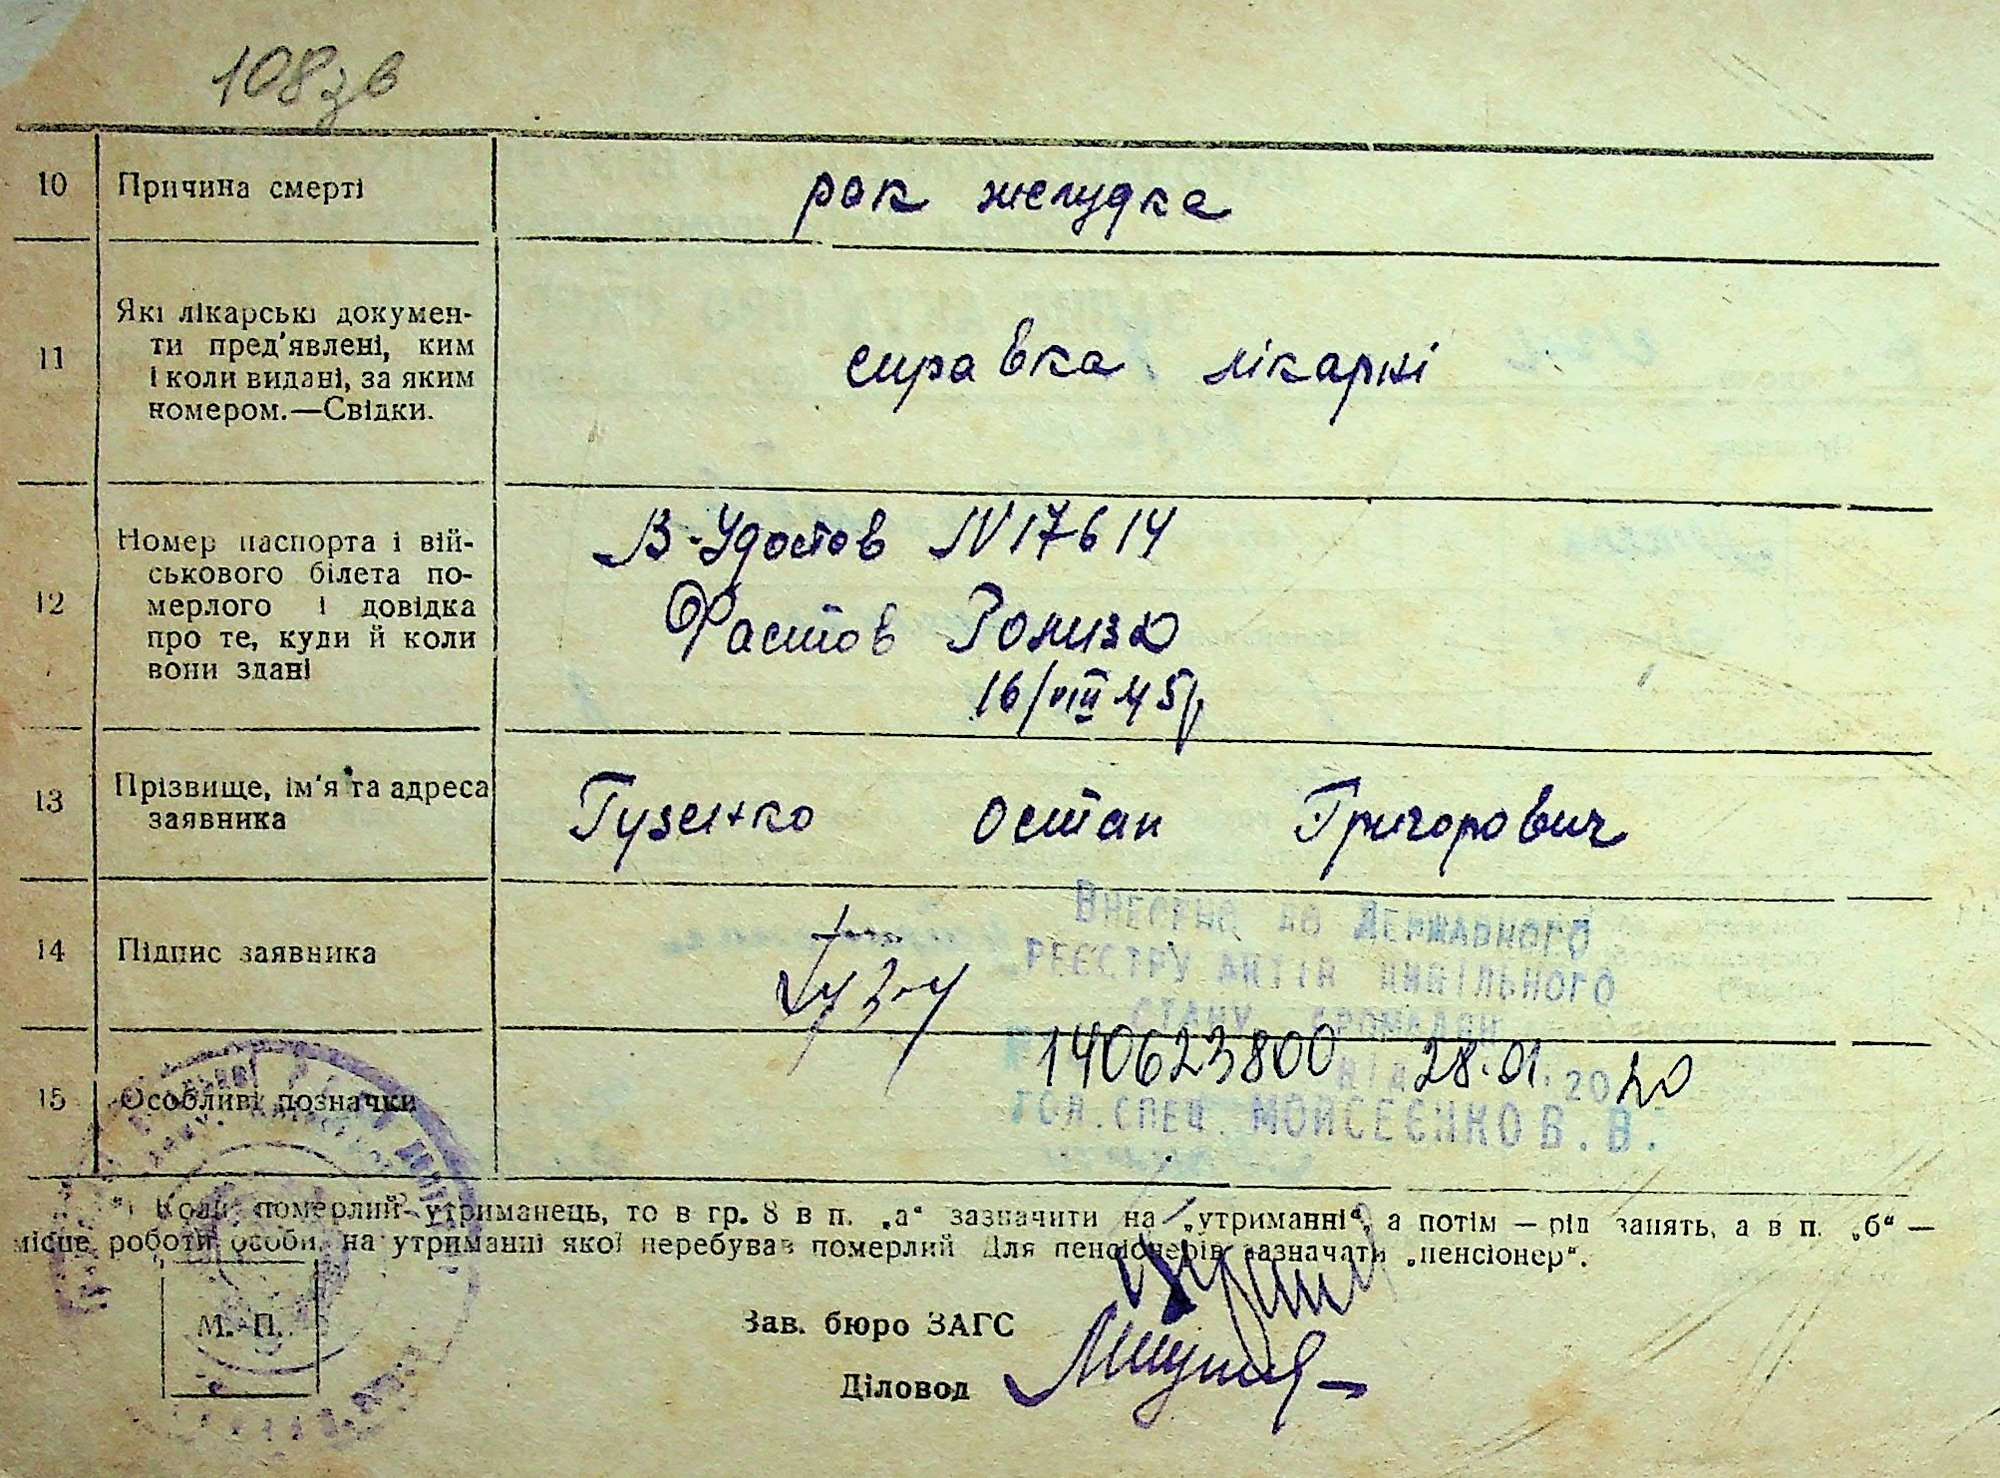 108зв
10 Причина смерті рак желудка
11 Які лікарські докумен-
ти пред'явлені, ким
і коли видані, за яким
номером.—Свідки.
справка лікарні
12 Номер паспорта і вій-
ськового білета по-
мерлого і довідка
про те, куди й коли
вони здані
В-Удостов N 17614
Фастов
16/VIII 45р
13 Прізвище, ім'я та адреса
заявника
Гузенко Остап Григорович
14 Підпис заявника
Внесено до Державного
реєстру актів цивільного
стану громадян
140623800 від 28.01.2020
15 Особливі позначки
гол. спец. Моисеєнко В. В.
*) Коли померлий утриманець, то в гр. 8 в п. „а“ зазначити на „утриманні“, а потім — рід занять, а в п. „б“ —
місце роботи особи, на утриманні якої перебував померлий Для пенсіонерів зазначати „пенсіонер“.
М. П.
Зав. бюро ЗАГС
Діловод